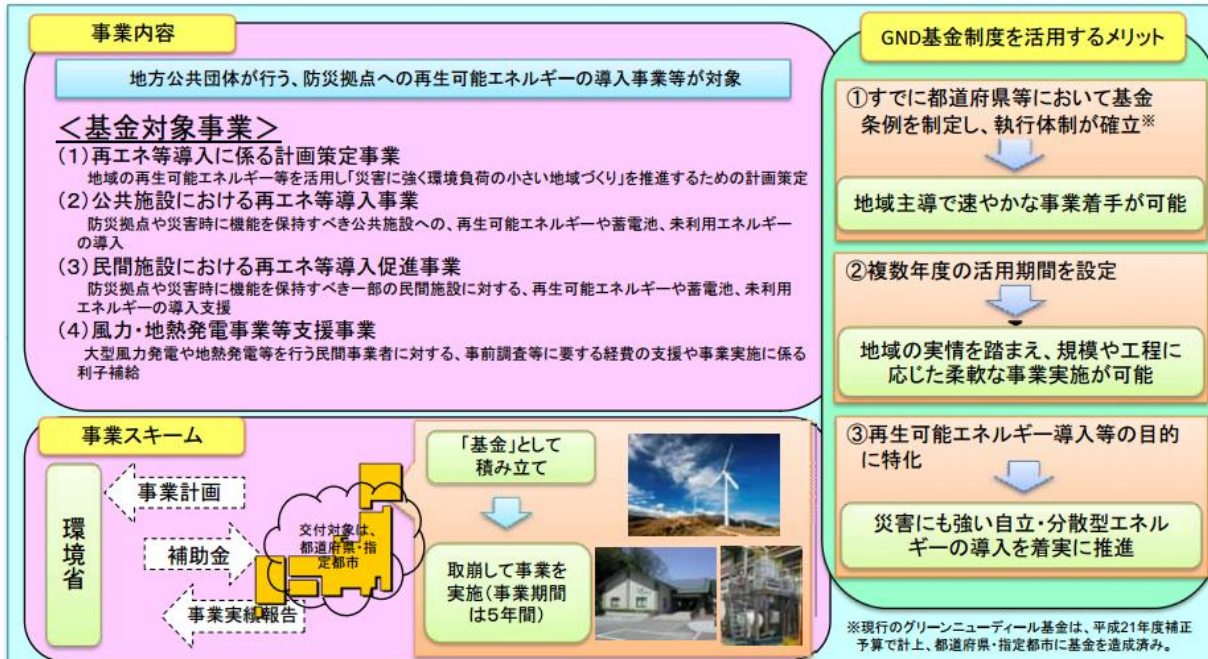 事業内容
地方公共団体が行う、防災拠点への再生可能エネルギーの導入事業等が対象
＜基金対象事業＞
(1)再エネ等導入に係る計画策定事業
地域の再生可能エネルギー等を活用し「災害に強く環境負荷の小さい地域づくり」を推進するための計画策定
(2)公共施設における再エネ等導入事業
防災拠点や災害時に機能を保持すべき公共施設への、再生可能エネルギーや蓄電池、未利用エネルギー
の導入
(3)民間施設における再エネ等導入促進事業
防災拠点や災害時に機能を保持すべき一部の民間施設に対する、再生可能エネルギーや蓄電池、未利用
エネルギーの導入支援
(4)風力・地熱発電事業等支援事業
大型風力発電や地熱発電等を行う民間事業者に対する、事前調査等に要する経費の支援や事業実施に係る
利子補給
事業スキーム
環境省
事業計画
補助金
事業実績報告
交付対象は、
都道府県・指
定都市
「基金」として
積み立て
取崩して事業を
実施(事業期間
は5年間)
GND基金制度を活用するメリット
①すでに都道府県等において基金
条例を制定し、執行体制が確立※
地域主導で速やかな事業着手が可能
②複数年度の活用期間を設定
地域の実情を踏まえ、規模や工程に
応じた柔軟な事業実施が可能
③再生可能エネルギー導入等の目的
に特化
災害にも強い自立・分散型エネル
ギーの導入を着実に推進
※現行のグリーンニューディール基金は、平成21年度補正
予算で計上、都道府県・指定都市に基金を造成済み。